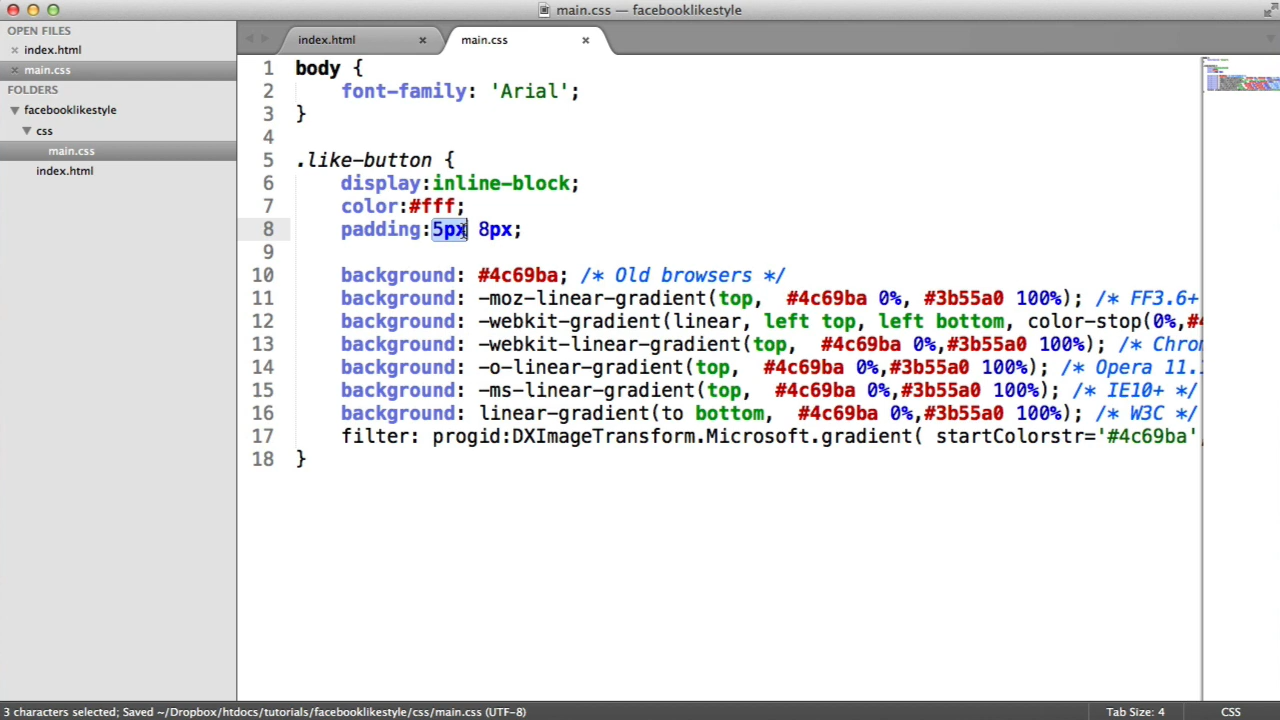 main.css — facebooklikestyle
OPEN FILES
index.html
main.css
FOLDERS
facebooklikestyle
css
main.css
index.html
index.html
main.css
1 body {
2 font-family: 'Arial';
3 }
4
5 .like-button {
6 display:inline-block;
7 color:#fff;
8 padding:5px 8px;
9
10 background: #4c69ba; /* Old browsers */
11 background: -moz-linear-gradient(top, #4c69ba 0%, #3b55a0 100%); /* FF3.6+
12 background: -webkit-gradient(linear, left top, left bottom, color-stop(0%,#4
13 background: -webkit-linear-gradient(top, #4c69ba 0%,#3b55a0 100%); /* Chro
14 background: -o-linear-gradient(top, #4c69ba 0%,#3b55a0 100%); /* Opera 11.
15 background: -ms-linear-gradient(top, #4c69ba 0%,#3b55a0 100%); /* IE10+ */
16 background: linear-gradient(to bottom, #4c69ba 0%,#3b55a0 100%); /* W3C */
17 filter: progid:DXImageTransform.Microsoft.gradient( startColorstr='#4c69ba'
18 }
3 characters selected; Saved ~/Dropbox/htdocs/tutorials/facebooklikestyle/css/main.css (UTF-8)
Tab Size: 4
CSS